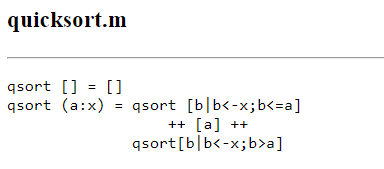 quicksort.m
qsort [] = []
qsort (a:x) = qsort [b|b<-x;b<=a]
++ [a] ++
qsort[b|b<-x;b>a]